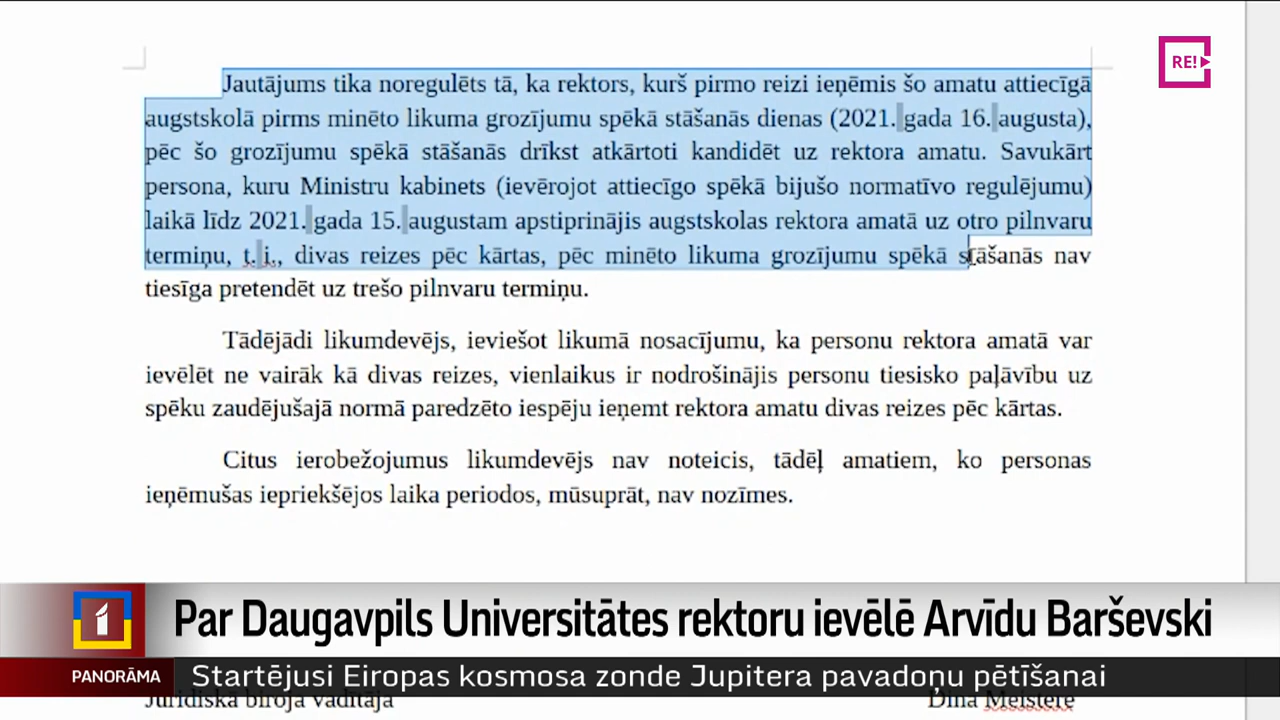 Jautājums tika noregulēts tā, ka rektors, kurš pirmo reizi ieņēmis šo amatu attiecīgā
augstskolā pirms minēto likuma grozījumu spēkā stāšanās dienas (2021. gada 16. augusta),
pēc šo grozījumu spēkā stāšanās drīkst atkārtoti kandidēt uz rektora amatu. Savukārt
persona, kuru Ministru kabinets (ievērojot attiecīgo spēkā bijušo normatīvo regulējumu)
laikā līdz 2021. gada 15. augustam apstiprinājis augstskolas rektora amatā uz otro pilnvaru
termiņu, t. i., divas reizes pēc kārtas, pēc minēto likuma grozījumu spēkā stāšanās nav
tiesīga pretendēt uz trešo pilnvaru termiņu.
Tādējādi likumdevējs, ieviešot likumā nosacījumu, ka personu rektora amatā var
ievēlēt ne vairāk kā divas reizes, vienlaikus ir nodrošinājis personu tiesisko paļāvību uz
spēku zaudējušajā normā paredzēto iespēju ieņemt rektora amatu divas reizes pēc kārtas.
Citus ierobežojumus likumdevējs nav noteicis, tādēļ amatiem, ko personas
ieņēmušas iepriekšējos laika periodos, mūsuprāt, nav nozīmes.
RE!
1
Par Daugavpils Universitātes rektoru ievēlē Arvīdu Barševski
PANORĀMA
Startējusi Eiropas kosmosa zonde Jupitera pavadoņu pētīšanai
Juridiskā biroja vadītāja Dina Meistere